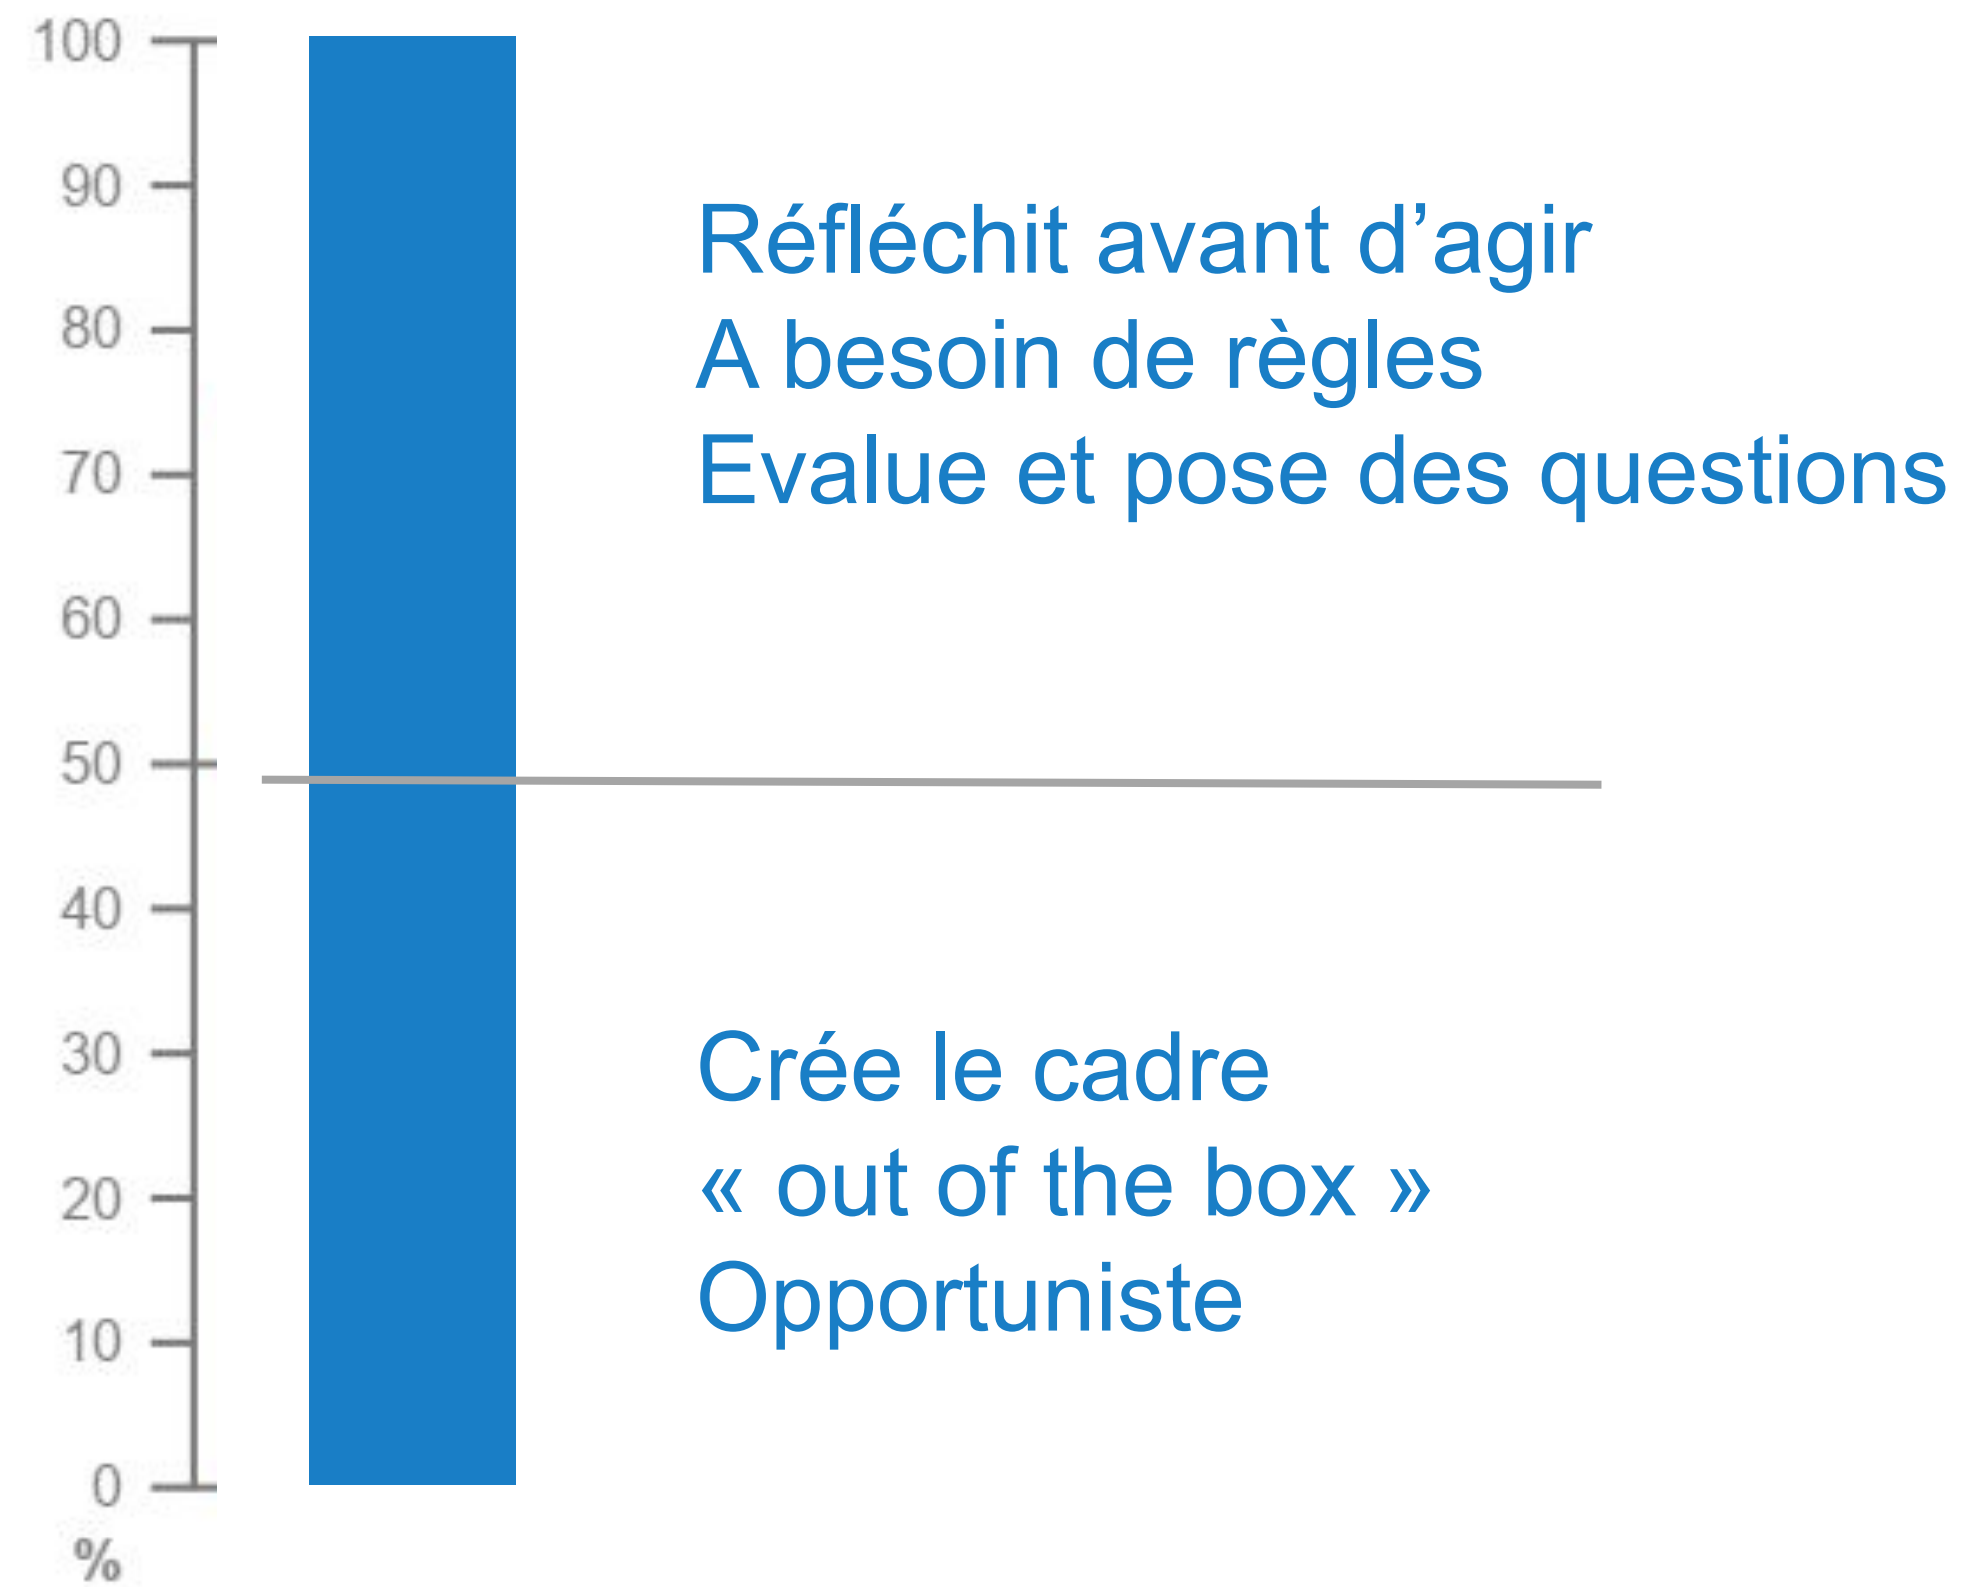 100
90
80
70
60
50
40
30
20
10
0
%
Réfléchit avant d’agir
A besoin de règles
Evalue et pose des questions
Crée le cadre
« out of the box »
Opportuniste